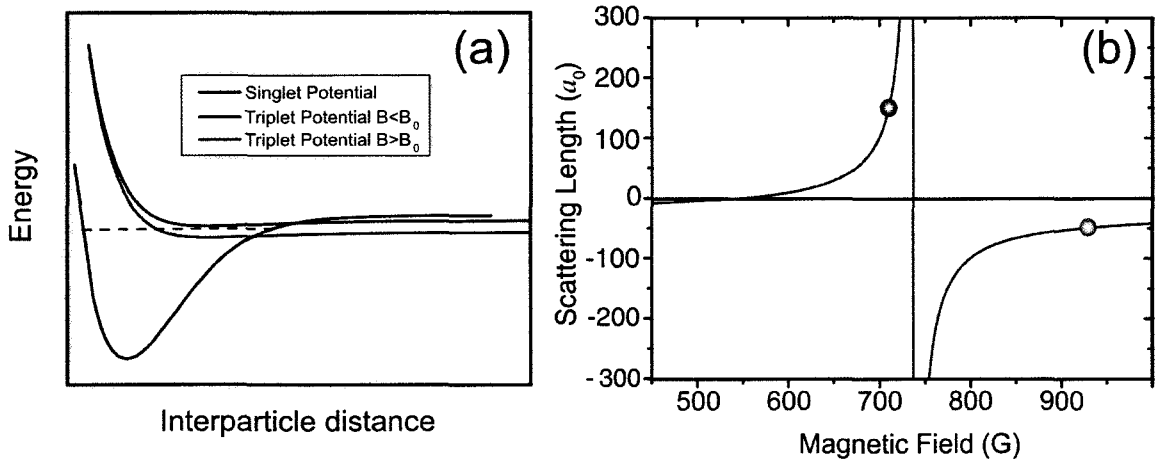 (a)
Singlet Potential
Triplet Potential B<B₀
Triplet Potential B>B₀
Energy
Interparticle distance
(b)
Scattering Length (a₀)
300
200
100
0
-100
-200
-300
500
600
700
800
900
Magnetic Field (G)